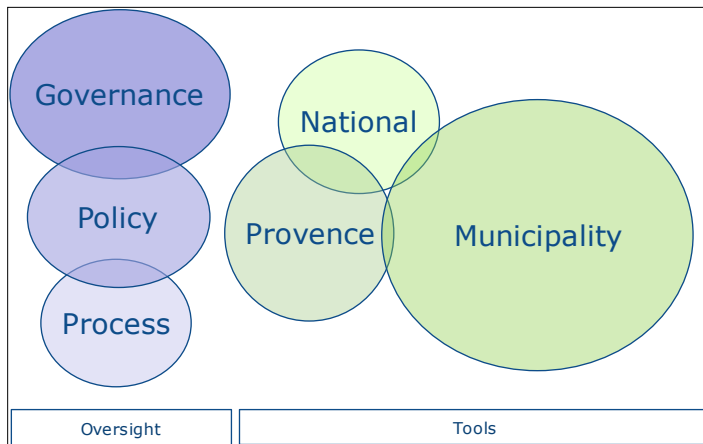 Governance
Policy
Process
National
Provence
Municipality
Oversight
Tools